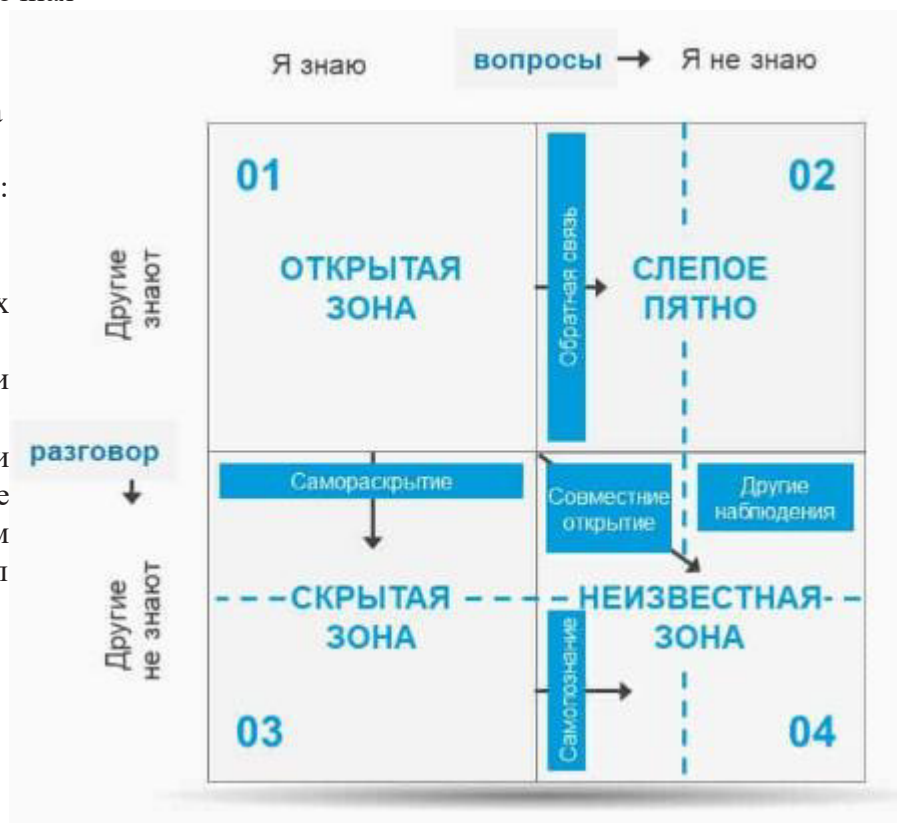 Я знаю
вопросы
Я не знаю
01
02
Другие
знают
ОТКРЫТАЯ
ЗОНА
Обратная связь
СЛЕПОЕ
ПЯТНО
разговор
Самораскрытие
Совместние
открытие
Другие
наблюдения
Другие
не знают
СКРЫТАЯ
ЗОНА
НЕИЗВЕСТНАЯ
ЗОНА
Самопознание
03
04